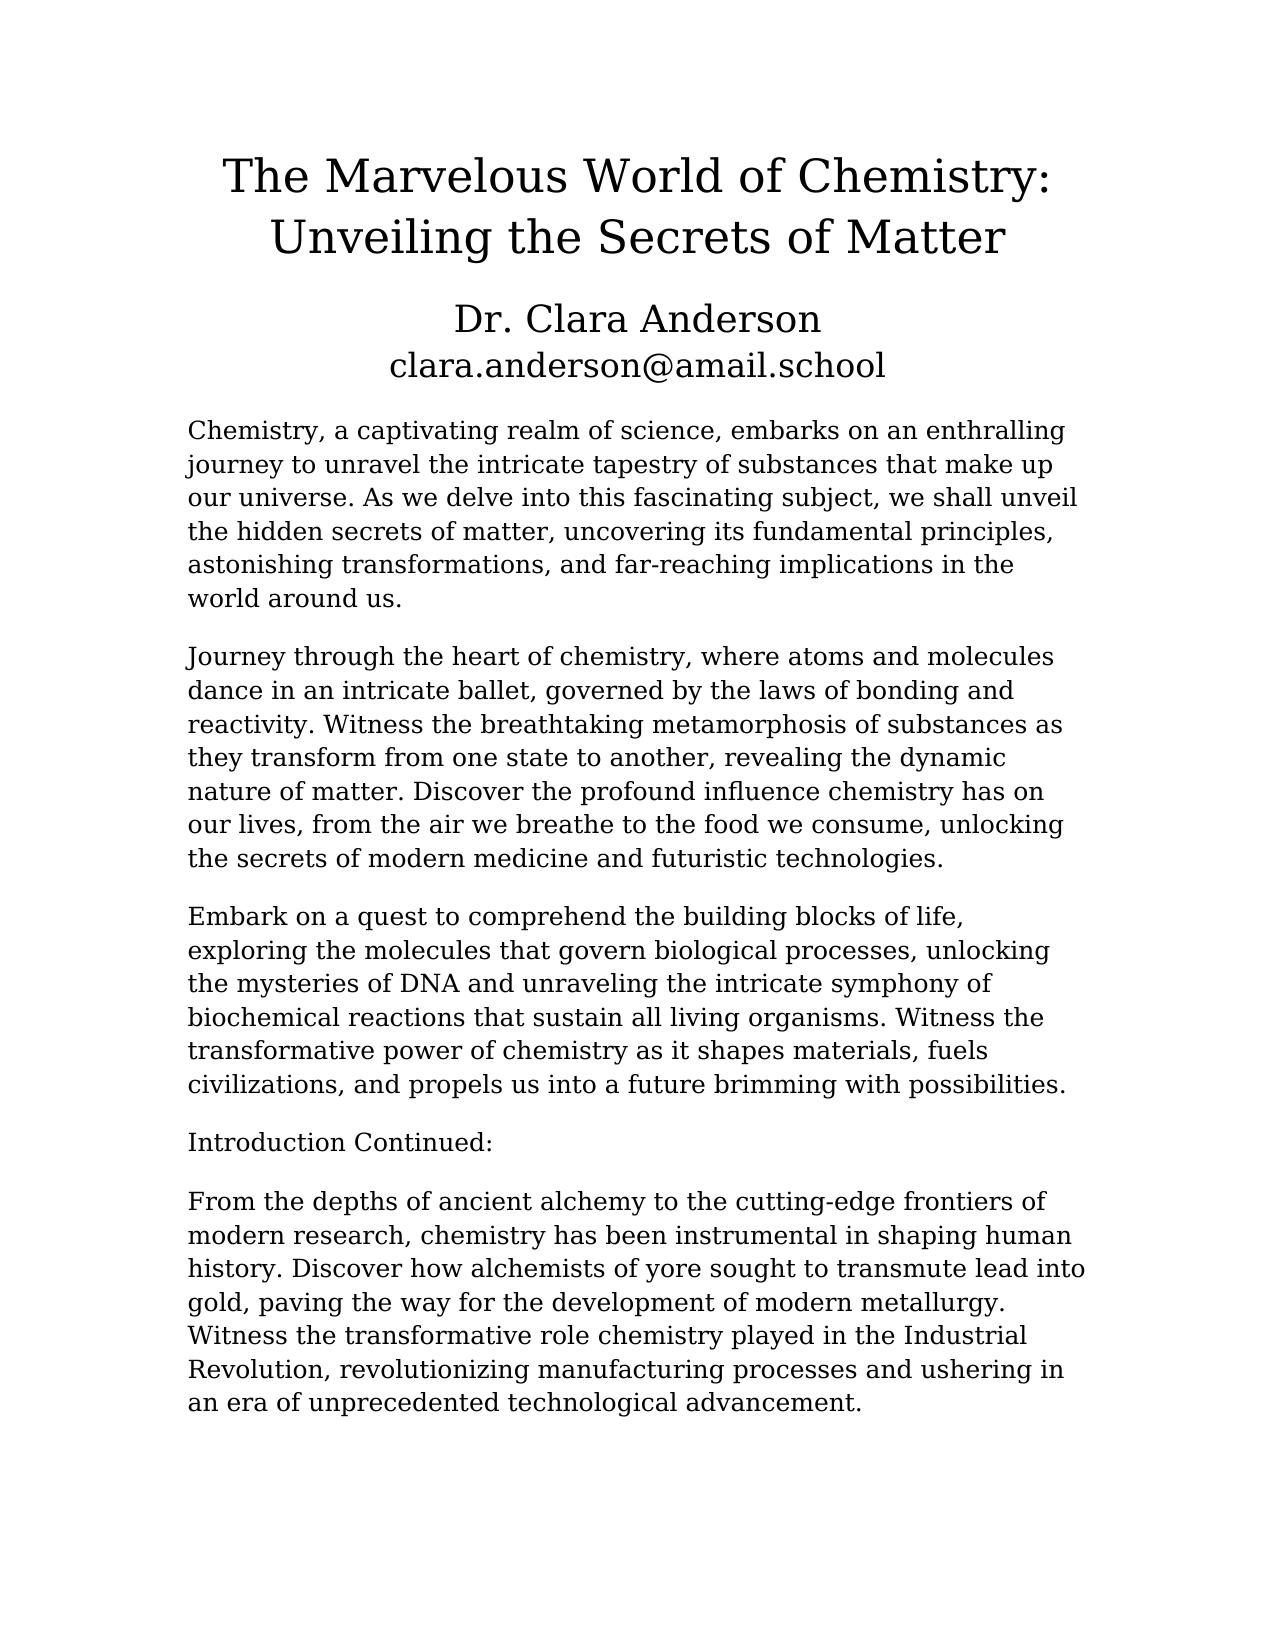 The Marvelous World of Chemistry:
Unveiling the Secrets of Matter
Dr. Clara Anderson
clara.anderson@amail.school
Chemistry, a captivating realm of science, embarks on an enthralling
journey to unravel the intricate tapestry of substances that make up
our universe. As we delve into this fascinating subject, we shall unveil
the hidden secrets of matter, uncovering its fundamental principles,
astonishing transformations, and far-reaching implications in the
world around us.
Journey through the heart of chemistry, where atoms and molecules
dance in an intricate ballet, governed by the laws of bonding and
reactivity. Witness the breathtaking metamorphosis of substances as
they transform from one state to another, revealing the dynamic
nature of matter. Discover the profound influence chemistry has on
our lives, from the air we breathe to the food we consume, unlocking
the secrets of modern medicine and futuristic technologies.
Embark on a quest to comprehend the building blocks of life,
exploring the molecules that govern biological processes, unlocking
the mysteries of DNA and unraveling the intricate symphony of
biochemical reactions that sustain all living organisms. Witness the
transformative power of chemistry as it shapes materials, fuels
civilizations, and propels us into a future brimming with possibilities.
Introduction Continued:
From the depths of ancient alchemy to the cutting-edge frontiers of
modern research, chemistry has been instrumental in shaping human
history. Discover how alchemists of yore sought to transmute lead into
gold, paving the way for the development of modern metallurgy.
Witness the transformative role chemistry played in the Industrial
Revolution, revolutionizing manufacturing processes and ushering in
an era of unprecedented technological advancement.